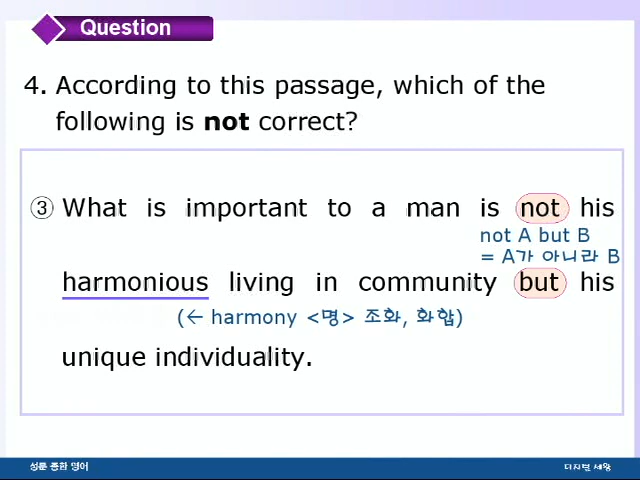 Question
4. According to this passage, which of the
following is not correct?
③ What is important to a man is not his
not A but B
= A가 아니라 B
harmonious living in community but his
(← harmony <명> 조화, 화합)
unique individuality.
성문 종합 영어
디지털 세상